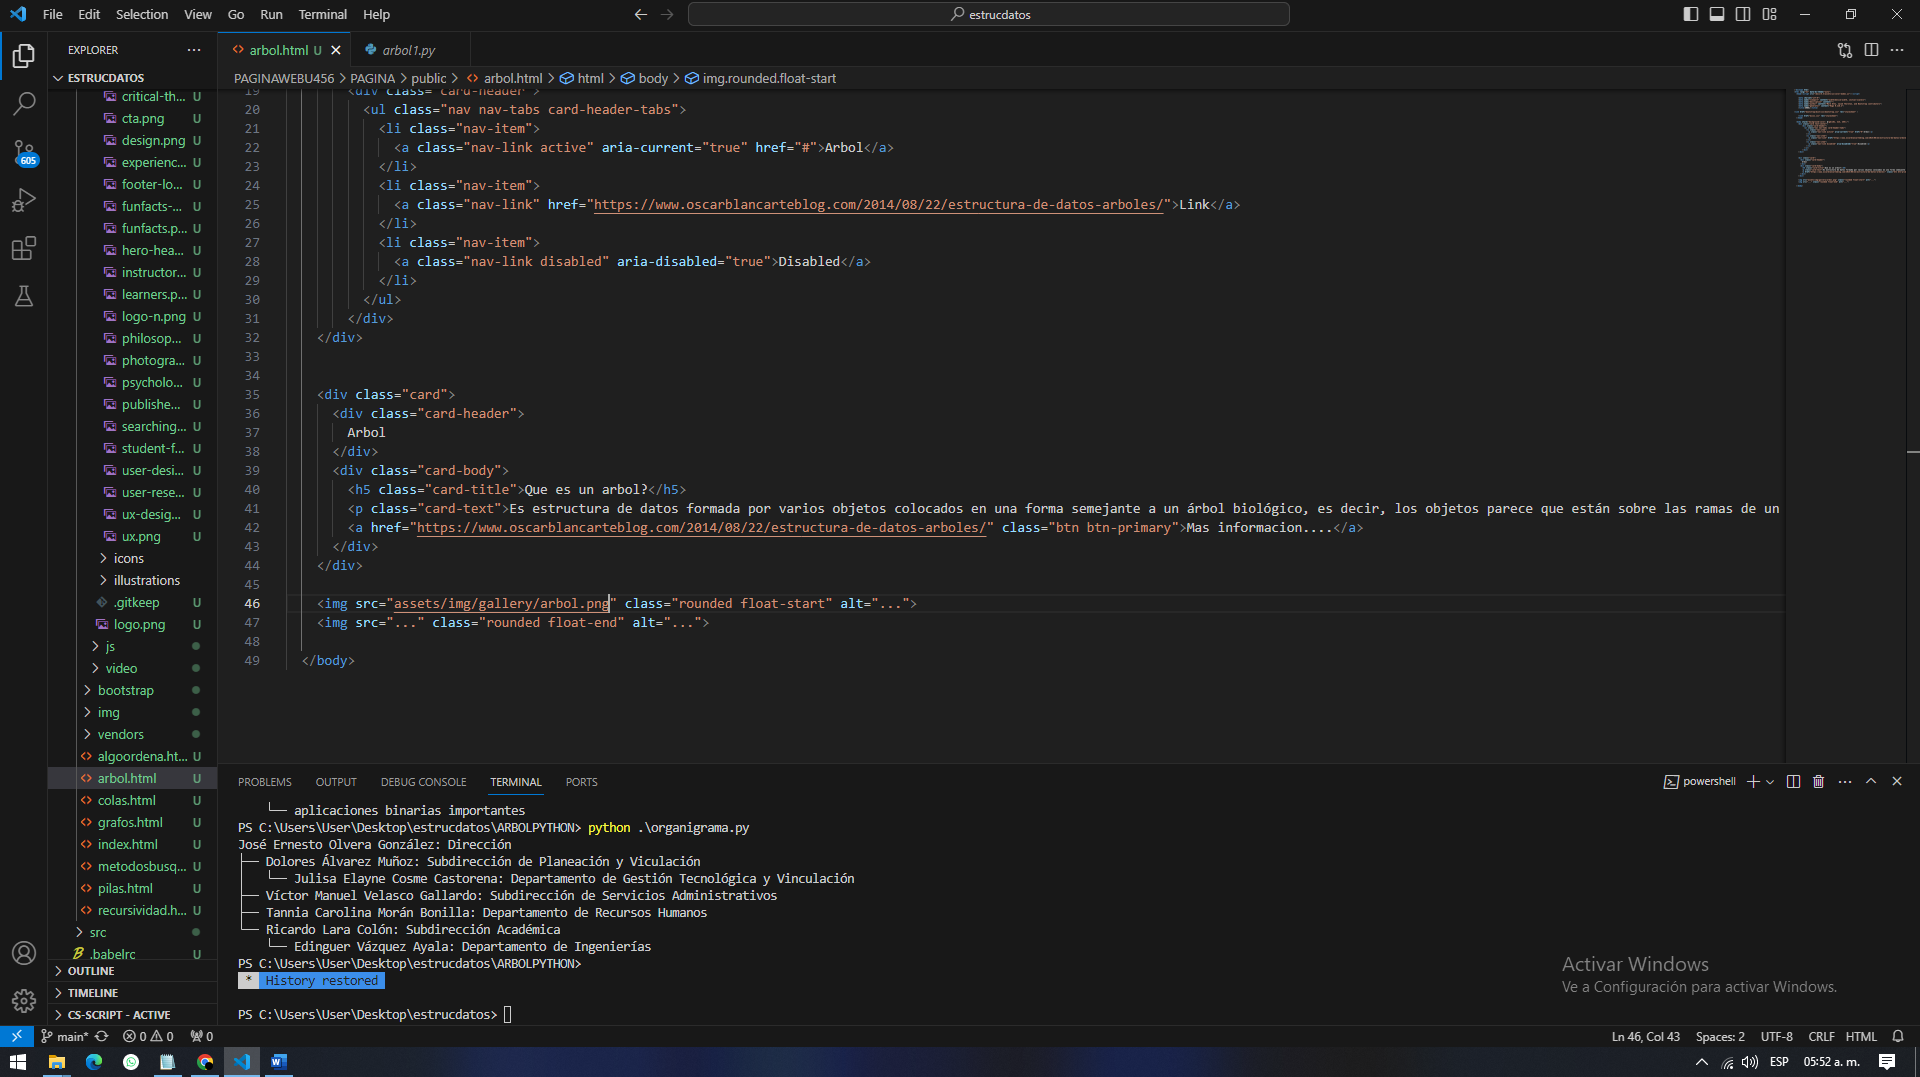 File Edit Selection View Go Run Terminal Help
estrucdatos
EXPLORER
ESTRUCDATOS
critical-th... U
cta.png U
design.png U
experienc... U
footer-lo... U
funfacts-... U
funfacts.p... U
hero-hea... U
instructor... U
learners.p... U
logo-n.png U
philosop... U
photogra... U
psycholo... U
publishe... U
searching... U
student-f... U
user-desi... U
user-rese... U
ux-desig... U
ux.png U
icons
illustrations
.gitkeep U
logo.png U
js
video
bootstrap
img
vendors
algoordena.ht... U
arbol.html U
colas.html U
grafos.html U
index.html U
metodosbusq... U
pilas.html U
recursividad.h... U
src
.babelrc U
OUTLINE
TIMELINE
CS-SCRIPT - ACTIVE
605
arbol.html U
arbol1.py
PAGINAWEBU456 > PAGINA > public > arbol.html > html > body > img.rounded.float-start
19 <div class="card-header">
20 <ul class="nav nav-tabs card-header-tabs">
21 <li class="nav-item">
22 <a class="nav-link active" aria-current="true" href="#">Arbol</a>
23 </li>
24 <li class="nav-item">
25 <a class="nav-link" href="https://www.oscarblancarteblog.com/2014/08/22/estructura-de-datos-arboles/">Link</a>
26 </li>
27 <li class="nav-item">
28 <a class="nav-link disabled" aria-disabled="true">Disabled</a>
29 </li>
30 </ul>
31 </div>
32 </div>
33
34
35 <div class="card">
36 <div class="card-header">
37 Arbol
38 </div>
39 <div class="card-body">
40 <h5 class="card-title">Que es un arbol?</h5>
41 <p class="card-text">Es estructura de datos formada por varios objetos colocados en una forma semejante a un árbol biológico, es decir, los objetos parece que están sobre las ramas de un
42 <a href="https://www.oscarblancarteblog.com/2014/08/22/estructura-de-datos-arboles/" class="btn btn-primary">Mas informacion....</a>
43 </div>
44 </div>
45
46 <img src="assets/img/gallery/arbol.png" class="rounded float-start" alt="...">
47 <img src="..." class="rounded float-end" alt="...">
48
49 </body>
PROBLEMS OUTPUT DEBUG CONSOLE TERMINAL PORTS
powershell
└── aplicaciones binarias importantes
PS C:\Users\User\Desktop\estrucdatos\ARBOLPYTHON> python .\organigrama.py
José Ernesto Olvera González: Dirección
├── Dolores Álvarez Muñoz: Subdirección de Planeación y Viculación
│   └── Julisa Elayne Cosme Castorena: Departamento de Gestión Tecnológica y Vinculación
├── Víctor Manuel Velasco Gallardo: Subdirección de Servicios Administrativos
├── Tannia Carolina Morán Bonilla: Departamento de Recursos Humanos
└── Ricardo Lara Colón: Subdirección Académica
    └── Edinguer Vázquez Ayala: Departamento de Ingenierías
PS C:\Users\User\Desktop\estrucdatos\ARBOLPYTHON>
* History restored
PS C:\Users\User\Desktop\estrucdatos>
Activar Windows
Ve a Configuración para activar Windows.
main* 0 0 0
Ln 46, Col 43 Spaces: 2 UTF-8 CRLF HTML
ESP 05:52 a. m.